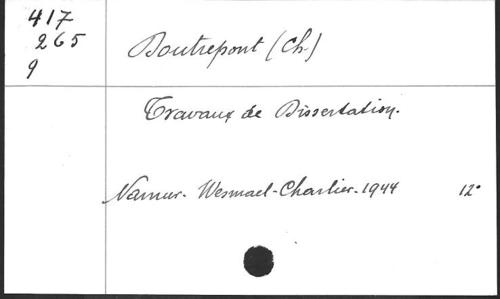 417
265
9
Boutrepont (Ch.)
Travaux de Dissertation.
Namur- Wesmael-Charlier-1944 12°